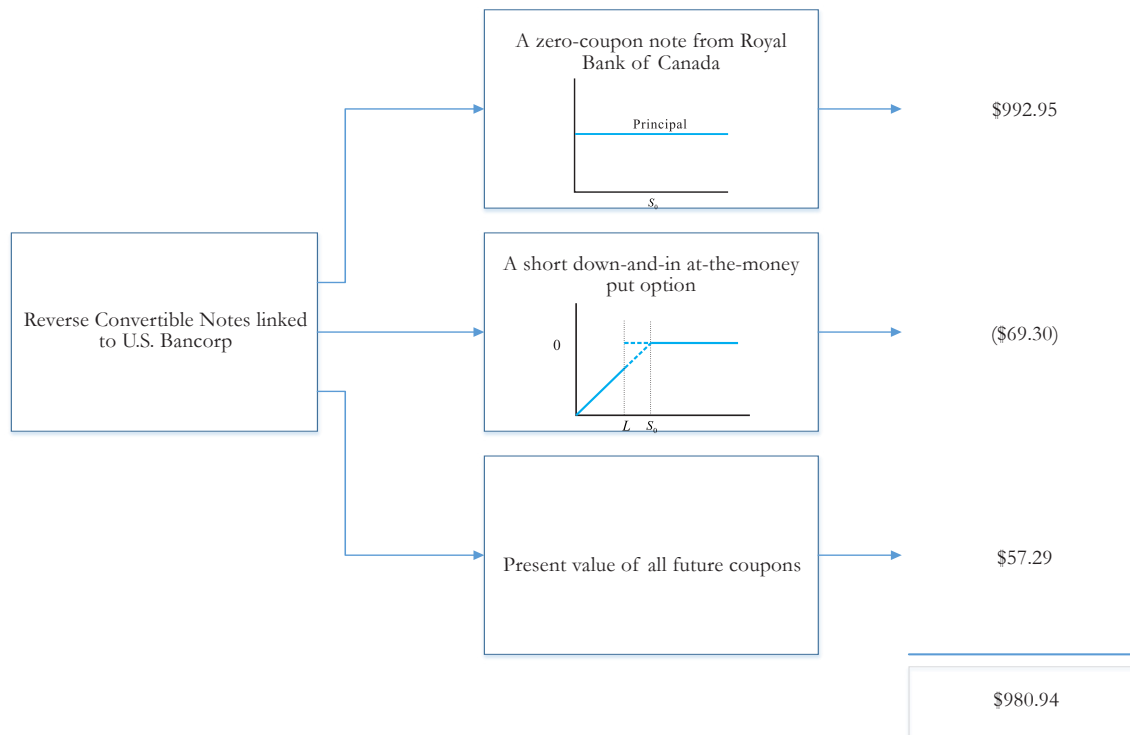 A zero-coupon note from Royal
Bank of Canada
Principal
S₀
$992.95
Reverse Convertible Notes linked
to U.S. Bancorp
A short down-and-in at-the-money
put option
0
L S₀
($69.30)
Present value of all future coupons
$57.29
$980.94